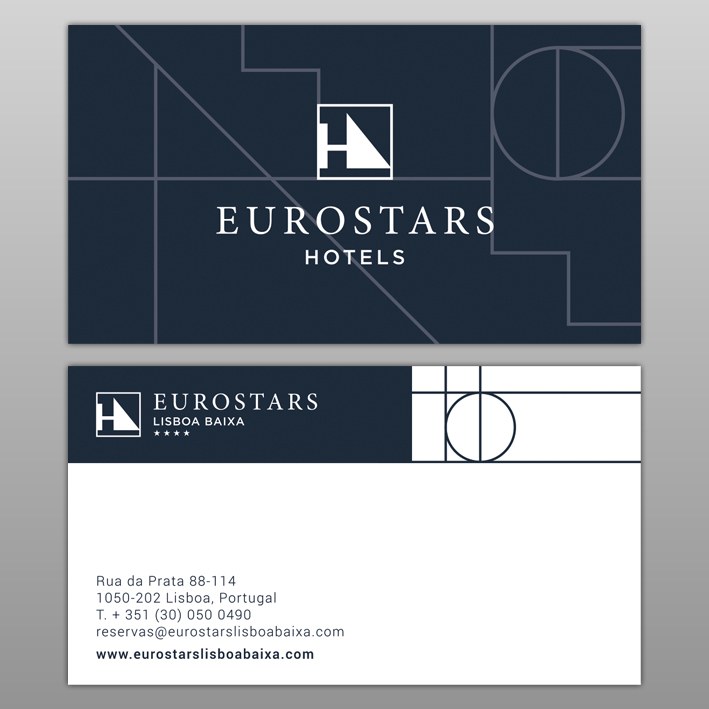 EUROSTARS
HOTELS
EUROSTARS
LISBOA BAIXA
★★★★
Rua da Prata 88-114
1050-202 Lisboa, Portugal
T. + 351 (30) 050 0490
reservas@eurostarslisboabaixa.com
www.eurostarslisboabaixa.com